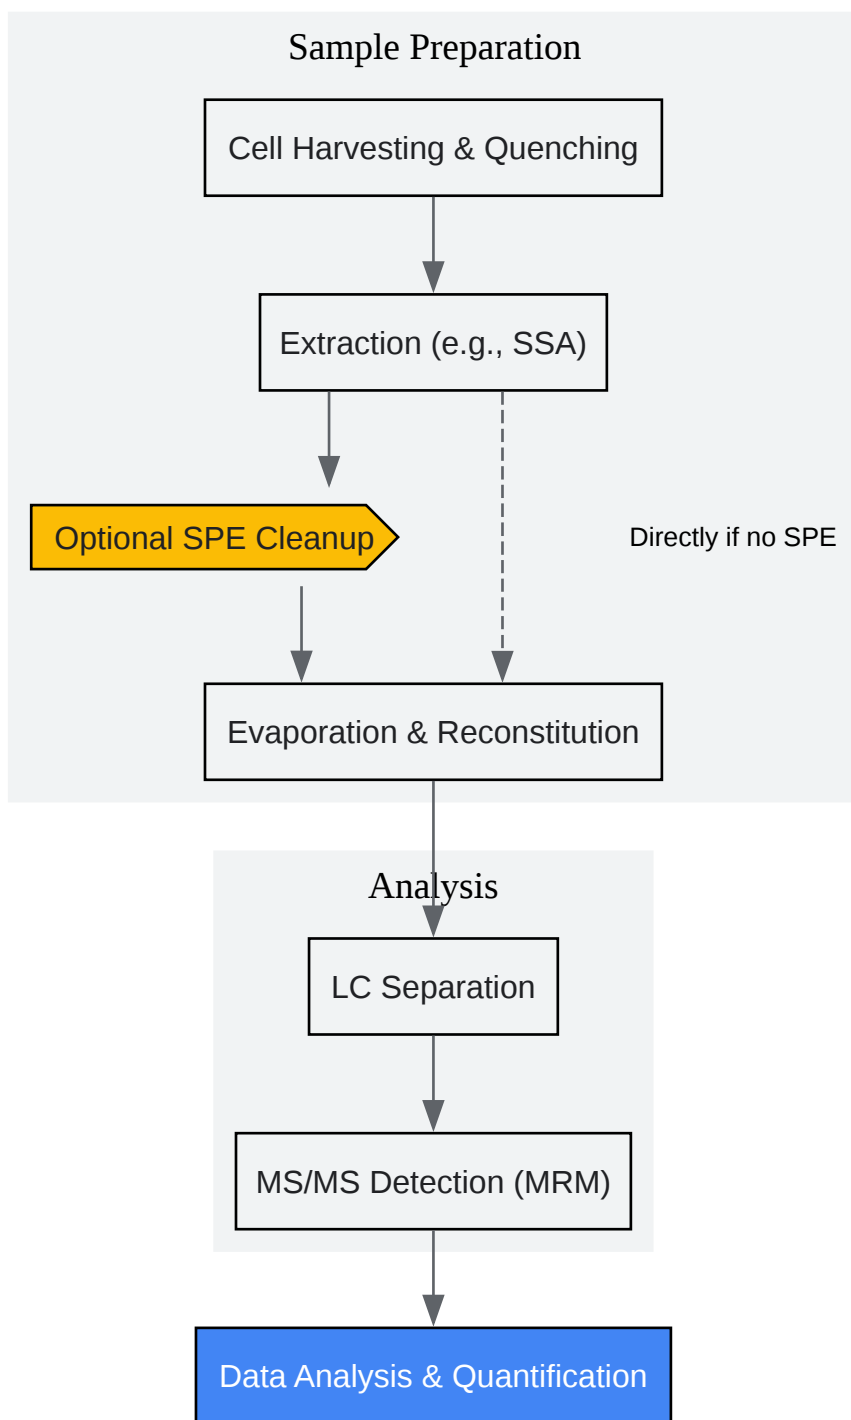 Sample Preparation
Cell Harvesting & Quenching
Extraction (e.g., SSA)
Optional SPE Cleanup
Directly if no SPE
Evaporation & Reconstitution
Analysis
LC Separation
MS/MS Detection (MRM)
Data Analysis & Quantification